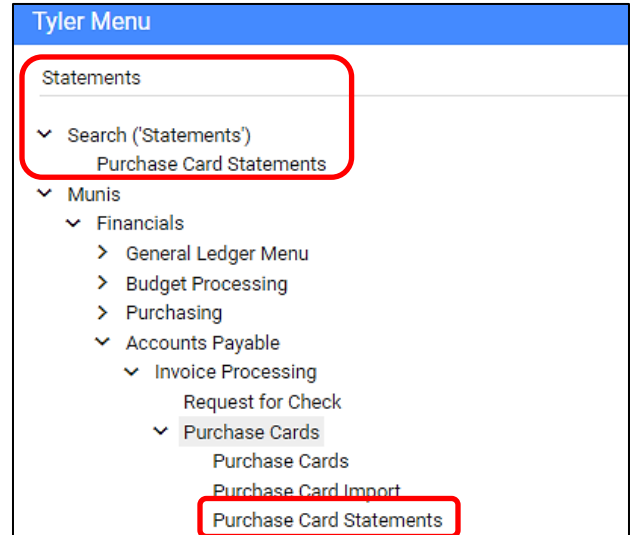 Tyler Menu
Statements
Search ('Statements')
Purchase Card Statements
Munis
Financials
General Ledger Menu
Budget Processing
Purchasing
Accounts Payable
Invoice Processing
Request for Check
Purchase Cards
Purchase Cards
Purchase Card Import
Purchase Card Statements